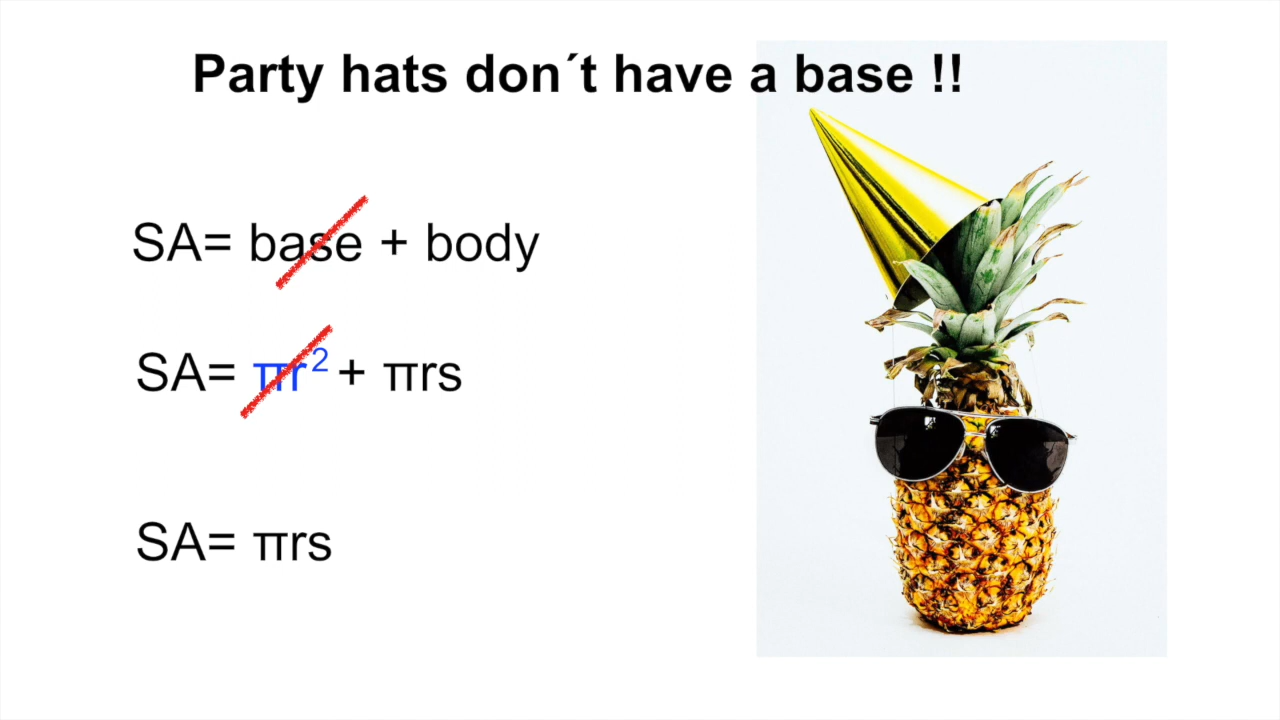 Party hats don´t have a base !!
SA= base + body
SA= πr² + πrs
SA= πrs